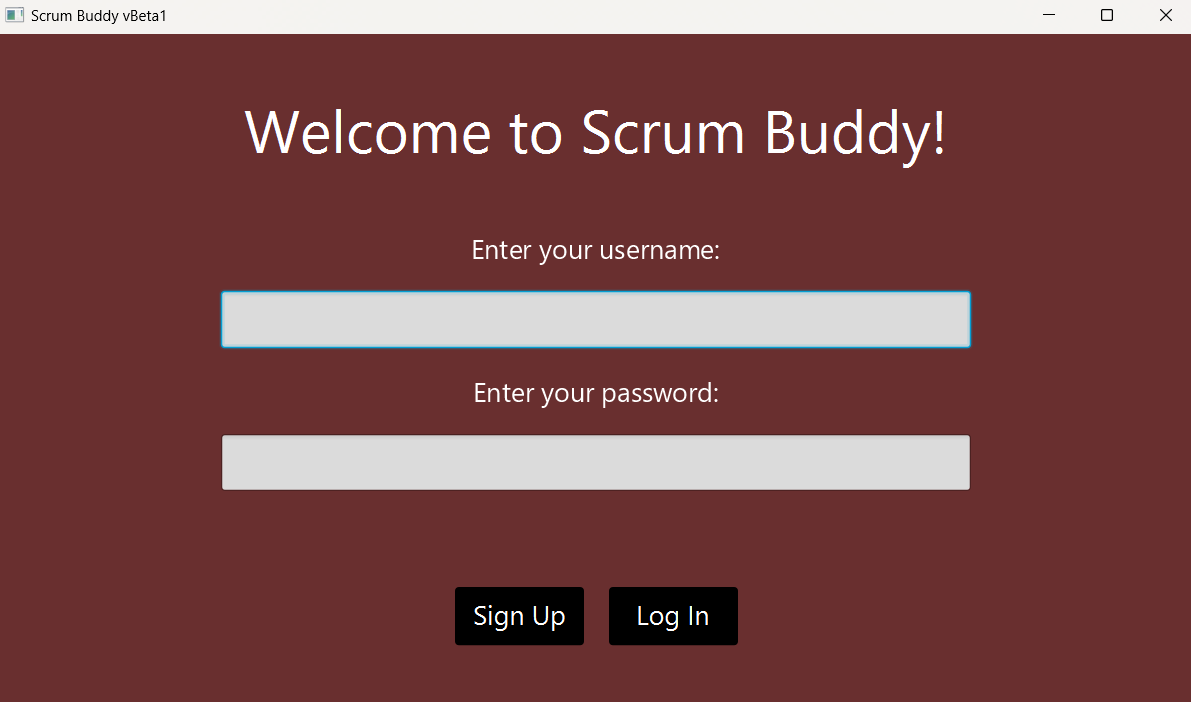 Scrum Buddy vBeta1
Welcome to Scrum Buddy!
Enter your username:
Enter your password:
Sign Up
Log In